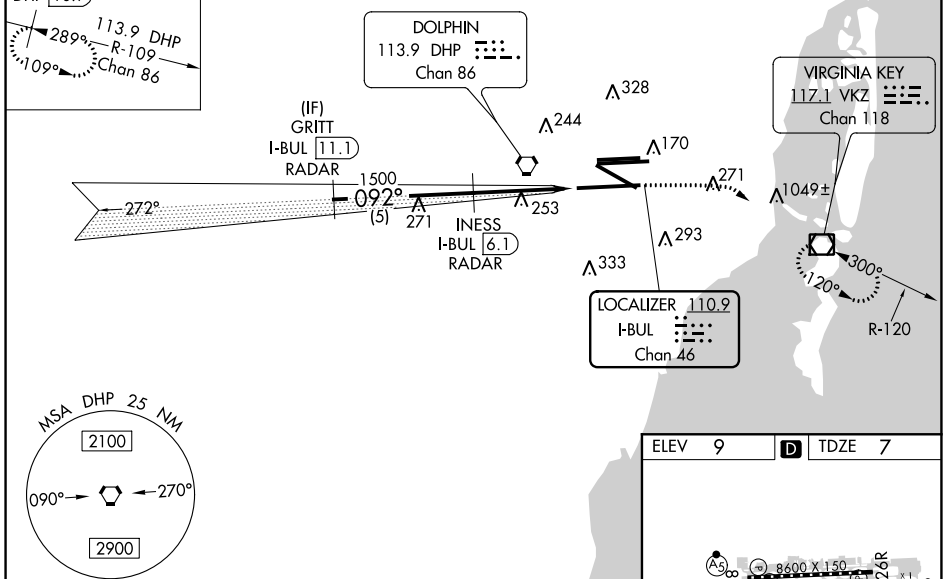 289°
113.9 DHP
R-109
Chan 86
109°
DOLPHIN
113.9 DHP
Chan 86
VIRGINIA KEY
117.1 VKZ
Chan 118
328
244
170
271
1049±
(IF)
GRITT
I-BUL 11.1
RADAR
1500
092°
(5)
272°
271
253
INESS
I-BUL 6.1
RADAR
293
333
300°
120°
R-120
LOCALIZER 110.9
I-BUL
Chan 46
MSA DHP 25 NM
2100
090°
270°
2900
ELEV 9 D TDZE 7
A5
P
8600 X 150
26R